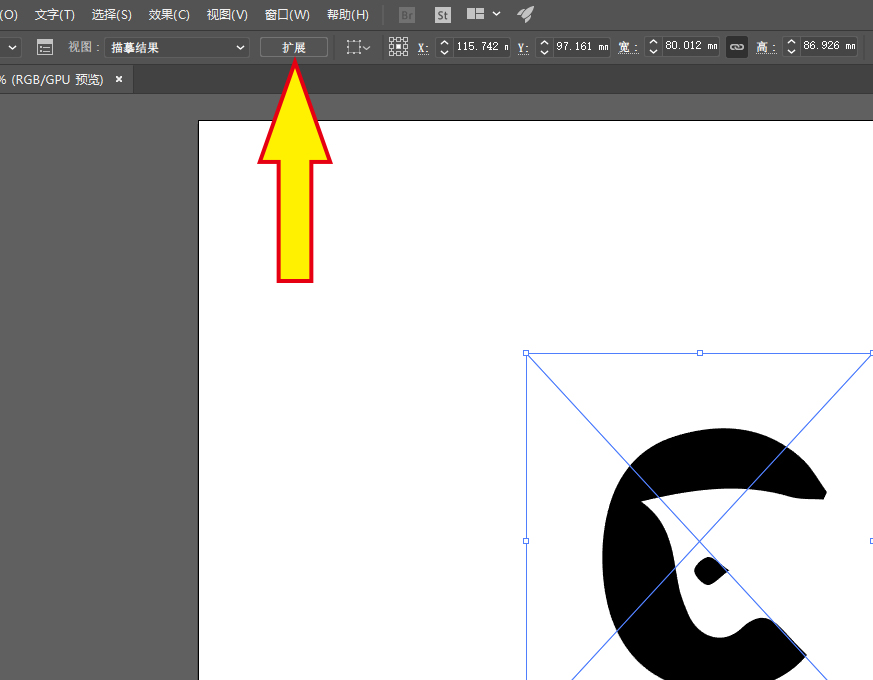 (O) 文字(T) 选择(S) 效果(C) 视图(V) 窗口(W) 帮助(H) Br St
视图： 描摹结果 扩展 X: 115.742 Y: 97.161 mm 宽： 80.012 mm 高： 86.926 mm
% (RGB/GPU 预览) ×